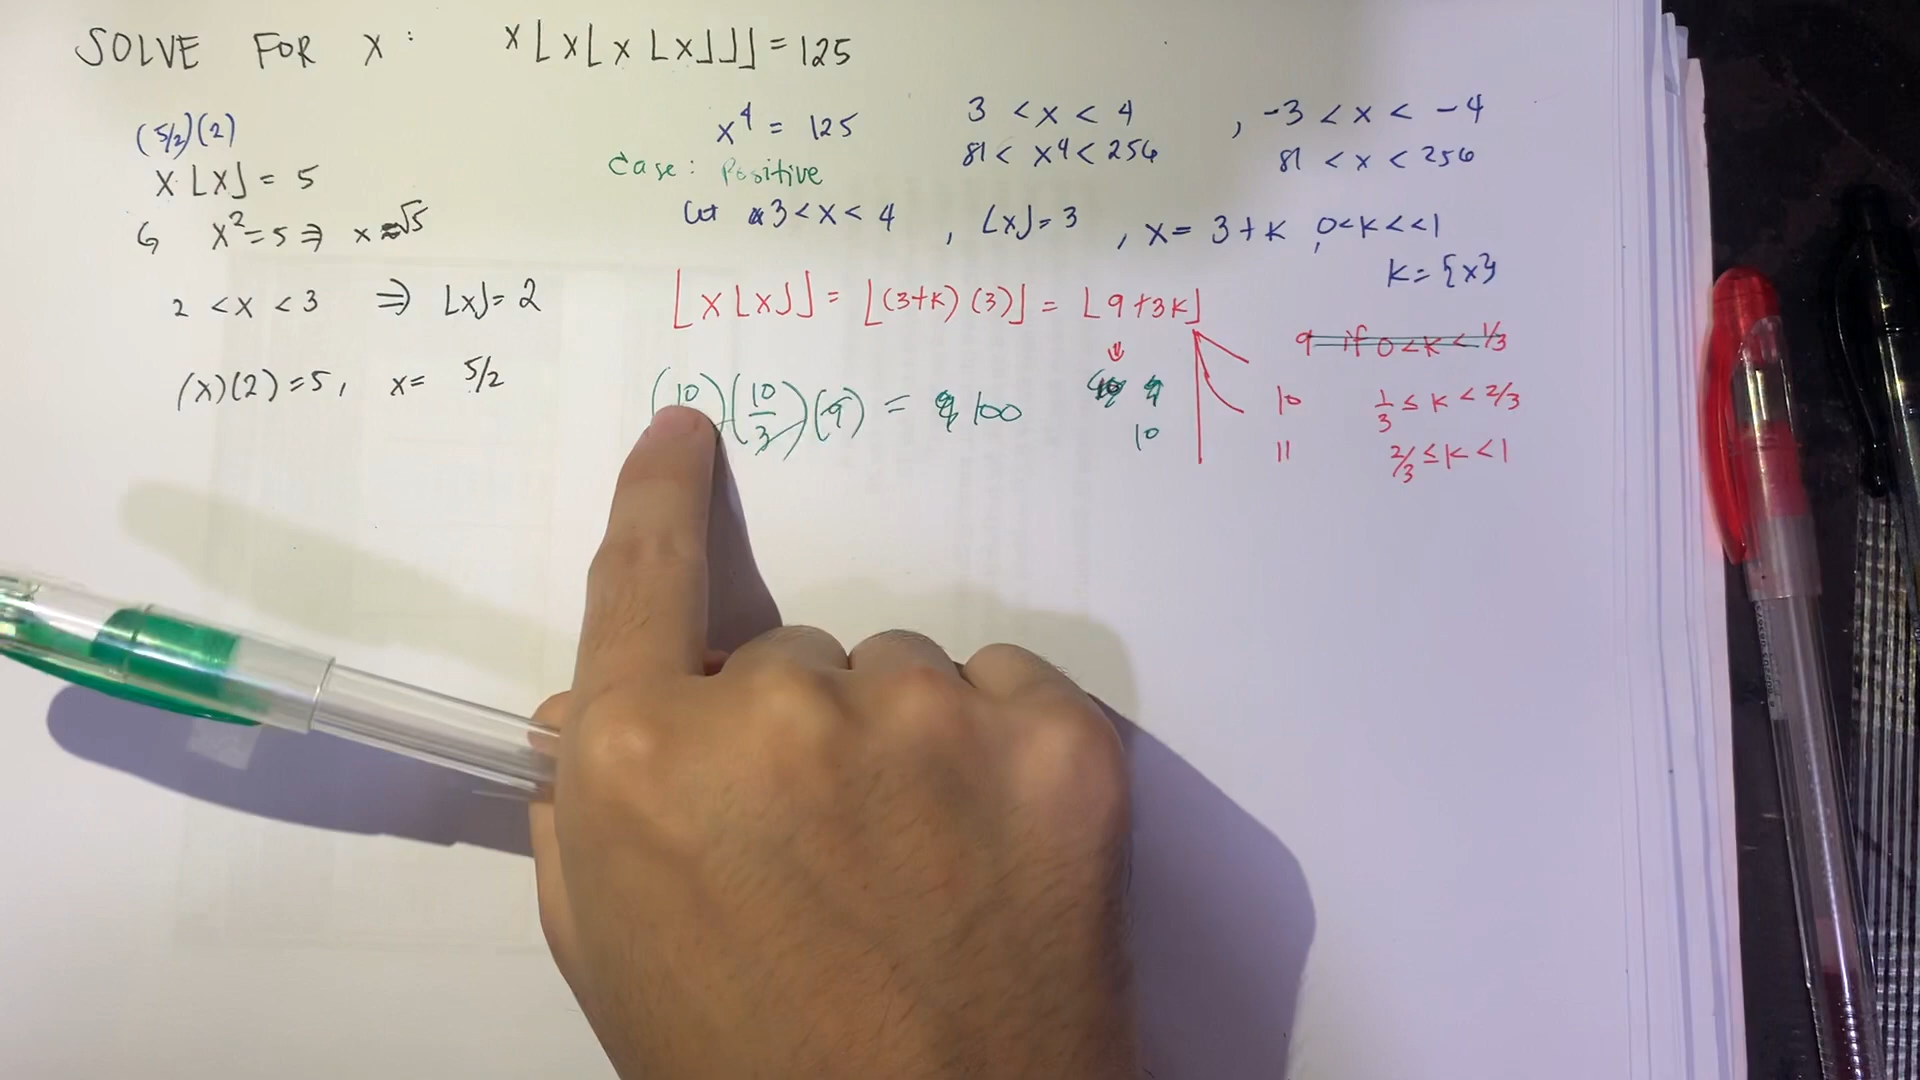 SOLVE FOR X : x⌊x⌊x⌊x⌋⌋⌋ = 125
(5/2)(2)
x⌊x⌋ = 5
x²=5 ⇒ x=√5
2 < x < 3 ⇒ ⌊x⌋= 2
(x)(2)=5, x= 5/2
x⁴ = 125
3 < x < 4 , -3 < x < -4
81 < x⁴ < 256 81 < x < 256
Case: Positive
let 3<x<4 , ⌊x⌋=3 , x= 3+k , 0<k<<1
k= {x}
⌊x⌊x⌋⌋ = ⌊(3+k)(3)⌋ = ⌊9+3k⌋
9 if 0<k< 1/3
10 1/3 ≤ k < 2/3
11 2/3 ≤ k < 1
(10)(10/3)(9) = 100
9
10